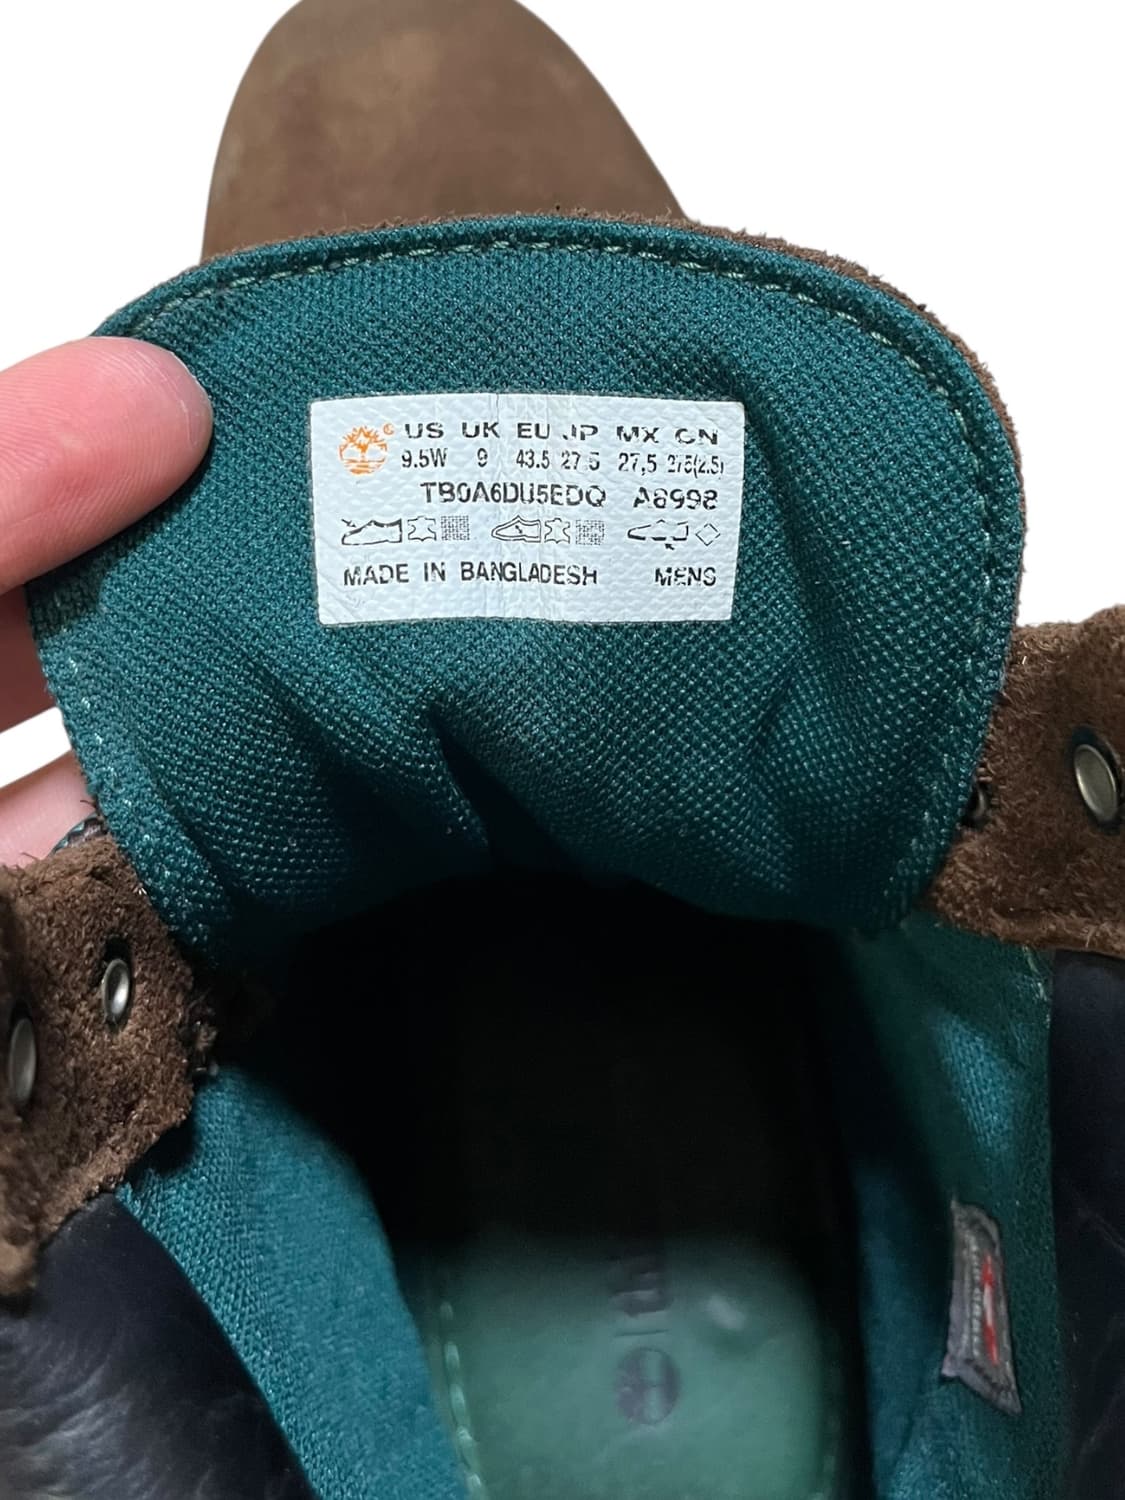 US UK EU JP MX CN
9.5W 9 43.5 27.5 27,5 275(2.5)
TB0A6DU5EDQ A8998
MADE IN BANGLADESH MENS